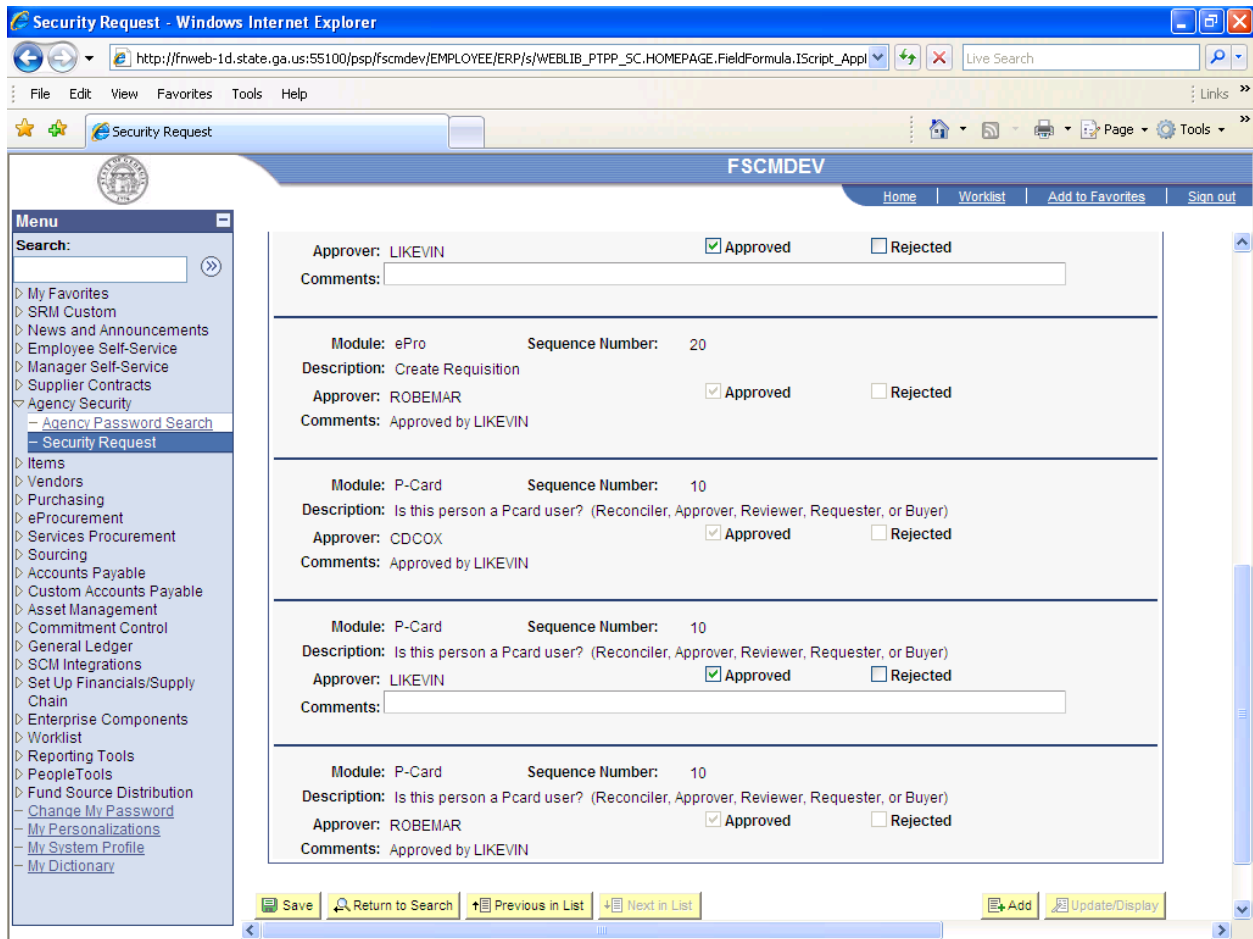 Security Request - Windows Internet Explorer
http://fnweb-1d.state.ga.us:55100/psp/fscmdev/EMPLOYEE/ERP/s/WEBLIB_PTPP_SC.HOMEPAGE.FieldFormula.IScript_Appl
Live Search
File Edit View Favorites Tools Help
Links
Security Request
Page Tools
FSCMDEV
Home Worklist Add to Favorites Sign out
Menu
Search:
My Favorites
SRM Custom
News and Announcements
Employee Self-Service
Manager Self-Service
Supplier Contracts
Agency Security
Agency Password Search
Security Request
Items
Vendors
Purchasing
eProcurement
Services Procurement
Sourcing
Accounts Payable
Custom Accounts Payable
Asset Management
Commitment Control
General Ledger
SCM Integrations
Set Up Financials/Supply
Chain
Enterprise Components
Worklist
Reporting Tools
PeopleTools
Fund Source Distribution
Change My Password
My Personalizations
My System Profile
My Dictionary
Approver: LIKEVIN Approved Rejected
Comments:
Module: ePro Sequence Number: 20
Description: Create Requisition
Approver: ROBEMAR Approved Rejected
Comments: Approved by LIKEVIN
Module: P-Card Sequence Number: 10
Description: Is this person a Pcard user? (Reconciler, Approver, Reviewer, Requester, or Buyer)
Approver: CDCOX Approved Rejected
Comments: Approved by LIKEVIN
Module: P-Card Sequence Number: 10
Description: Is this person a Pcard user? (Reconciler, Approver, Reviewer, Requester, or Buyer)
Approver: LIKEVIN Approved Rejected
Comments:
Module: P-Card Sequence Number: 10
Description: Is this person a Pcard user? (Reconciler, Approver, Reviewer, Requester, or Buyer)
Approver: ROBEMAR Approved Rejected
Comments: Approved by LIKEVIN
Save Return to Search Previous in List Next in List Add Update/Display